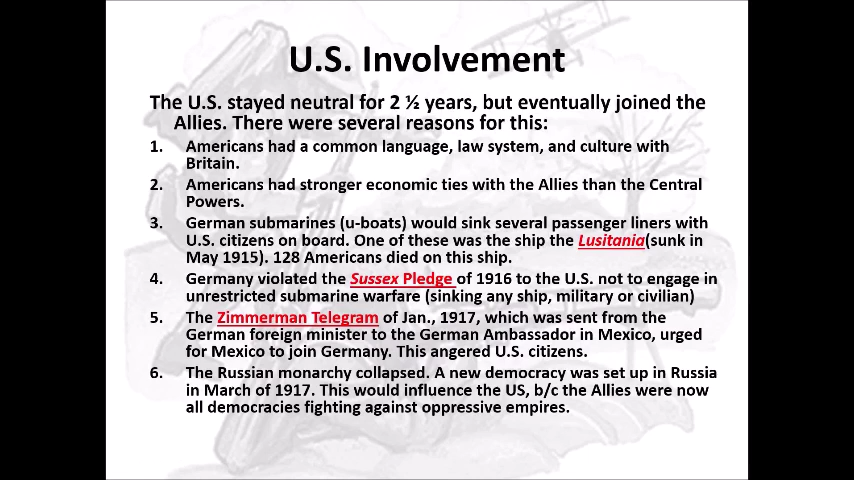 U.S. Involvement
The U.S. stayed neutral for 2 ½ years, but eventually joined the
Allies. There were several reasons for this:
1. Americans had a common language, law system, and culture with
Britain.
2. Americans had stronger economic ties with the Allies than the Central
Powers.
3. German submarines (u-boats) would sink several passenger liners with
U.S. citizens on board. One of these was the ship the Lusitania(sunk in
May 1915). 128 Americans died on this ship.
4. Germany violated the Sussex Pledge of 1916 to the U.S. not to engage in
unrestricted submarine warfare (sinking any ship, military or civilian)
5. The Zimmerman Telegram of Jan., 1917, which was sent from the
German foreign minister to the German Ambassador in Mexico, urged
for Mexico to join Germany. This angered U.S. citizens.
6. The Russian monarchy collapsed. A new democracy was set up in Russia
in March of 1917. This would influence the US, b/c the Allies were now
all democracies fighting against oppressive empires.